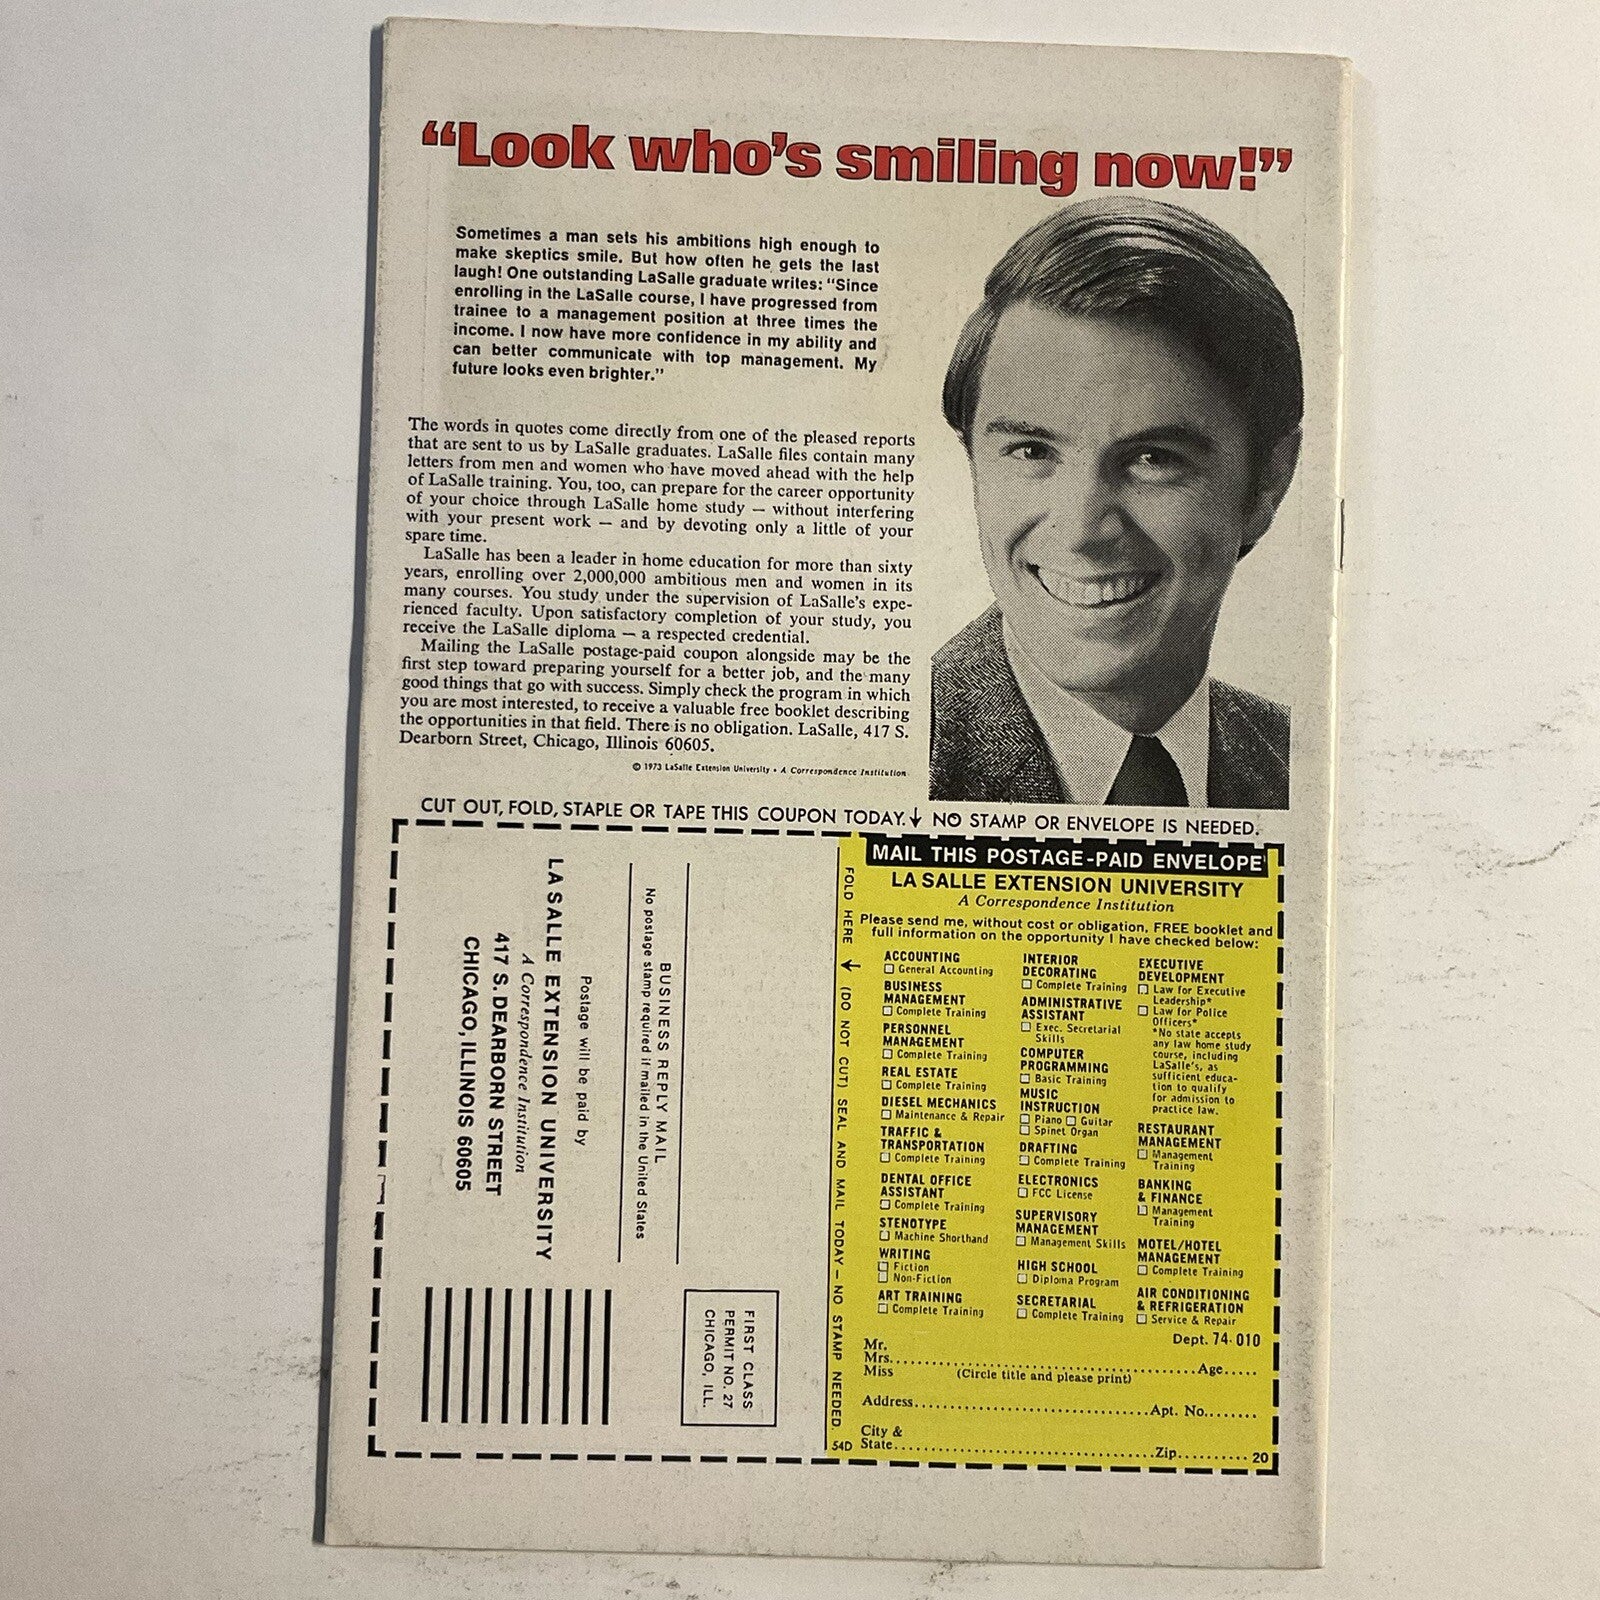 “Look who’s smiling now!”
Sometimes a man sets his ambitions high enough to
make skeptics smile. But how often he gets the last
laugh! One outstanding LaSalle graduate writes: “Since
enrolling in the LaSalle course, I have progressed from
trainee to a management position at three times the
income. I now have more confidence in my ability and
can better communicate with top management. My
future looks even brighter.”
The words in quotes come directly from one of the pleased reports
that are sent to us by LaSalle graduates. LaSalle files contain many
letters from men and women who have moved ahead with the help
of LaSalle training. You, too, can prepare for the career opportunity
of your choice through LaSalle home study — without interfering
with your present work — and by devoting only a little of your
spare time.
LaSalle has been a leader in home education for more than sixty
years, enrolling over 2,000,000 ambitious men and women in its
many courses. You study under the supervision of LaSalle’s expe-
rienced faculty. Upon satisfactory completion of your study, you
receive the LaSalle diploma — a respected credential.
Mailing the LaSalle postage-paid coupon alongside may be the
first step toward preparing yourself for a better job, and the many
good things that go with success. Simply check the program in which
you are most interested, to receive a valuable free booklet describing
the opportunities in that field. There is no obligation. LaSalle, 417 S.
Dearborn Street, Chicago, Illinois 60605.
© 1973 LaSalle Extension University • A Correspondence Institution
CUT OUT, FOLD, STAPLE OR TAPE THIS COUPON TODAY. ↓ NO STAMP OR ENVELOPE IS NEEDED.
FIRST CLASS
PERMIT NO. 27
CHICAGO, ILL.
BUSINESS REPLY MAIL
No postage stamp required if mailed in the United States
Postage will be paid by
LA SALLE EXTENSION UNIVERSITY
A Correspondence Institution
417 S. DEARBORN STREET
CHICAGO, ILLINOIS 60605
FOLD HERE ↓ (DO NOT CUT) SEAL AND MAIL TODAY — NO STAMP NEEDED.
54D
MAIL THIS POSTAGE-PAID ENVELOPE
LA SALLE EXTENSION UNIVERSITY
A Correspondence Institution
Please send me, without cost or obligation, FREE booklet and
full information on the opportunity I have checked below:
ACCOUNTING
☐ General Accounting
BUSINESS
MANAGEMENT
☐ Complete Training
PERSONNEL
MANAGEMENT
☐ Complete Training
REAL ESTATE
☐ Complete Training
DIESEL MECHANICS
☐ Maintenance & Repair
TRAFFIC &
TRANSPORTATION
☐ Complete Training
DENTAL OFFICE
ASSISTANT
☐ Complete Training
STENOTYPE
☐ Machine Shorthand
WRITING
☐ Fiction
☐ Non-Fiction
ART TRAINING
☐ Complete Training
INTERIOR
DECORATING
☐ Complete Training
ADMINISTRATIVE
ASSISTANT
☐ Exec. Secretarial
Skills
COMPUTER
PROGRAMMING
☐ Basic Training
MUSIC
INSTRUCTION
☐ Piano ☐ Guitar
☐ Spinet Organ
DRAFTING
☐ Complete Training
ELECTRONICS
☐ FCC License
SUPERVISORY
MANAGEMENT
☐ Management Skills
HIGH SCHOOL
☐ Diploma Program
SECRETARIAL
☐ Complete Training
EXECUTIVE
DEVELOPMENT
☐ Law for Executive
Leadership*
☐ Law for Police
Officers*
*No state accepts
any law home study
course, including
LaSalle’s, as
sufficient educa-
tion to qualify
for admission to
practice law.
RESTAURANT
MANAGEMENT
☐ Management
Training
BANKING
& FINANCE
☐ Management
Training
MOTEL/HOTEL
MANAGEMENT
☐ Complete Training
AIR CONDITIONING
& REFRIGERATION
☐ Service & Repair
Dept. 74-010
Mr.
Mrs. Age
Miss (Circle title and please print)
Address Apt. No.
City &
State Zip 20